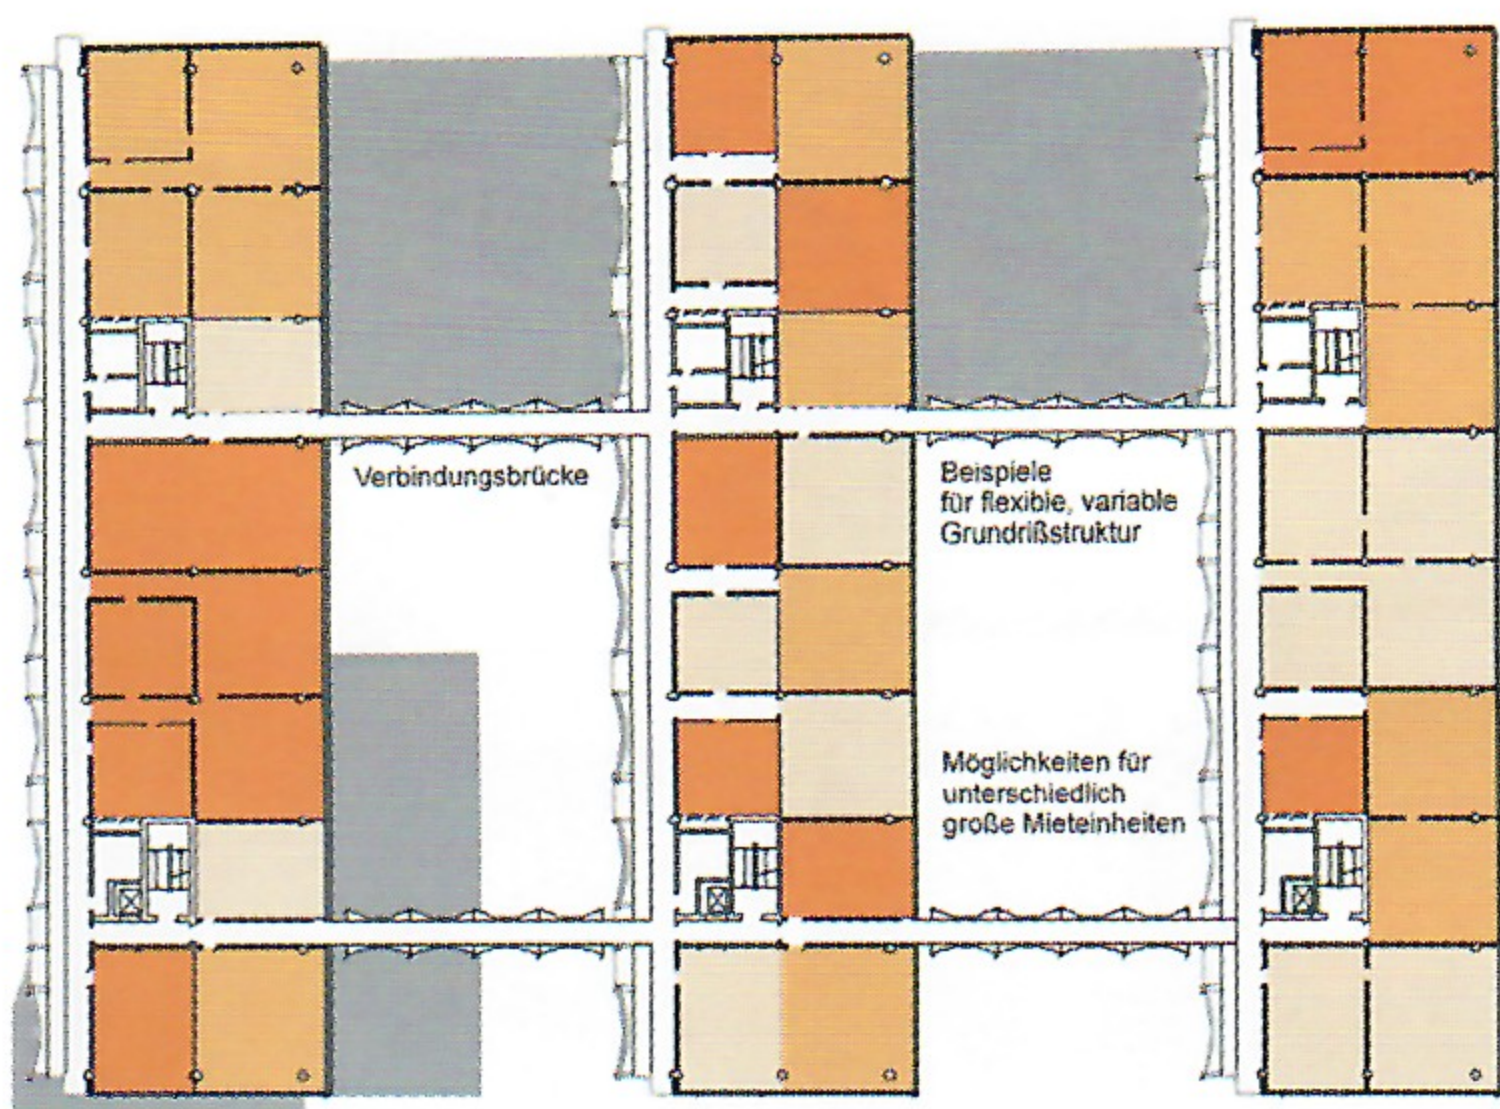 Verbindungsbrücke
Beispiele
für flexible, variable
Grundrißstruktur
Möglichkeiten für
unterschiedlich
große Mieteinheiten